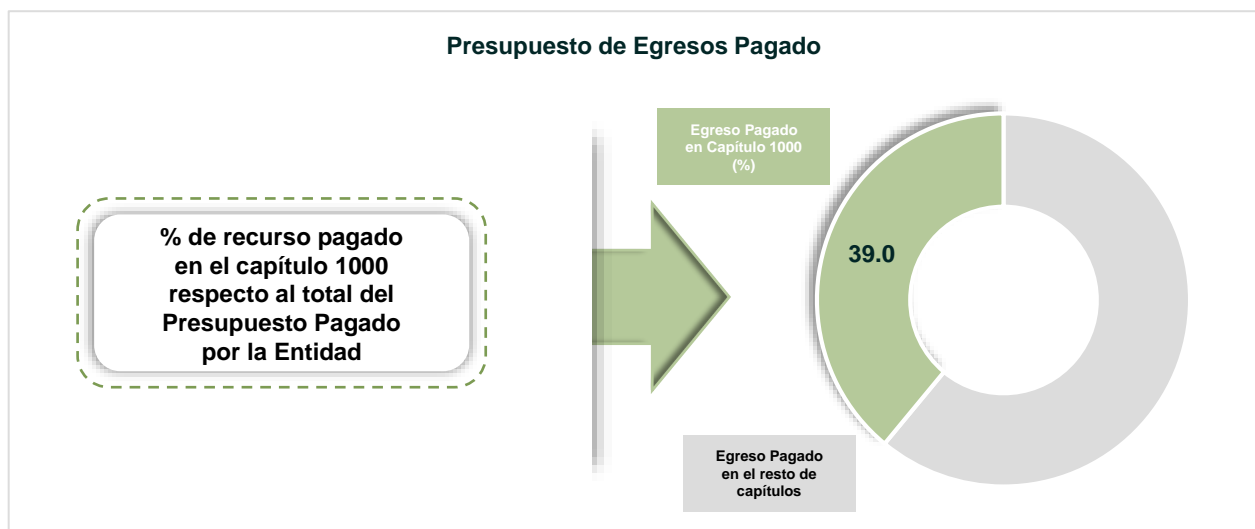 Presupuesto de Egresos Pagado
Egreso Pagado
en Capítulo 1000
(%)
% de recurso pagado
en el capítulo 1000
respecto al total del
Presupuesto Pagado
por la Entidad
39.0
Egreso Pagado
en el resto de
capítulos